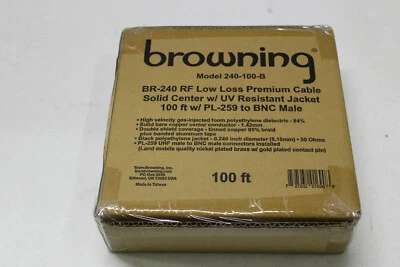 browning
Model 240-100-B
BR-240 RF Low Loss Premium Cable
Solid Center w/ UV Resistant Jacket
100 ft w/ PL-259 to BNC Male
• High velocity gas-injected foam polyethylene dielectric - 84%
• Solid bare copper center conductor - 1.42mm
• Double shield coverage - tinned copper 95% braid
plus bonded aluminum tape
• Black polyethylene jacket - 0.240 inch diameter (6.10mm) • 50 Ohms
• PL-259 UHF male to BNC male connectors installed
(Land mobile quality nickel plated brass w/ gold plated contact pin)
Made in Taiwan
100 ft